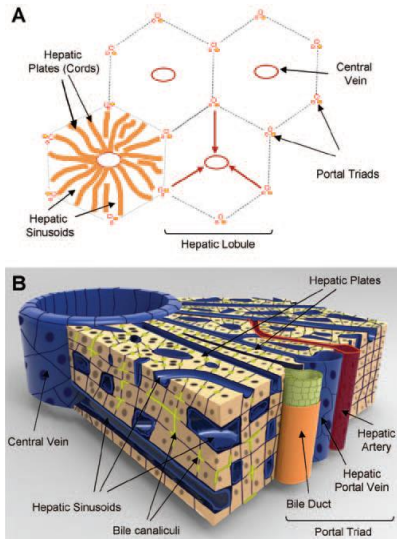 A
Hepatic
Plates (Cords)
Central
Vein
Portal Triads
Hepatic
Sinusoids
Hepatic Lobule
B
Hepatic Plates
Central Vein
Hepatic
Artery
Hepatic
Portal Vein
Hepatic Sinusoids
Bile Duct
Bile canaliculi
Portal Triad